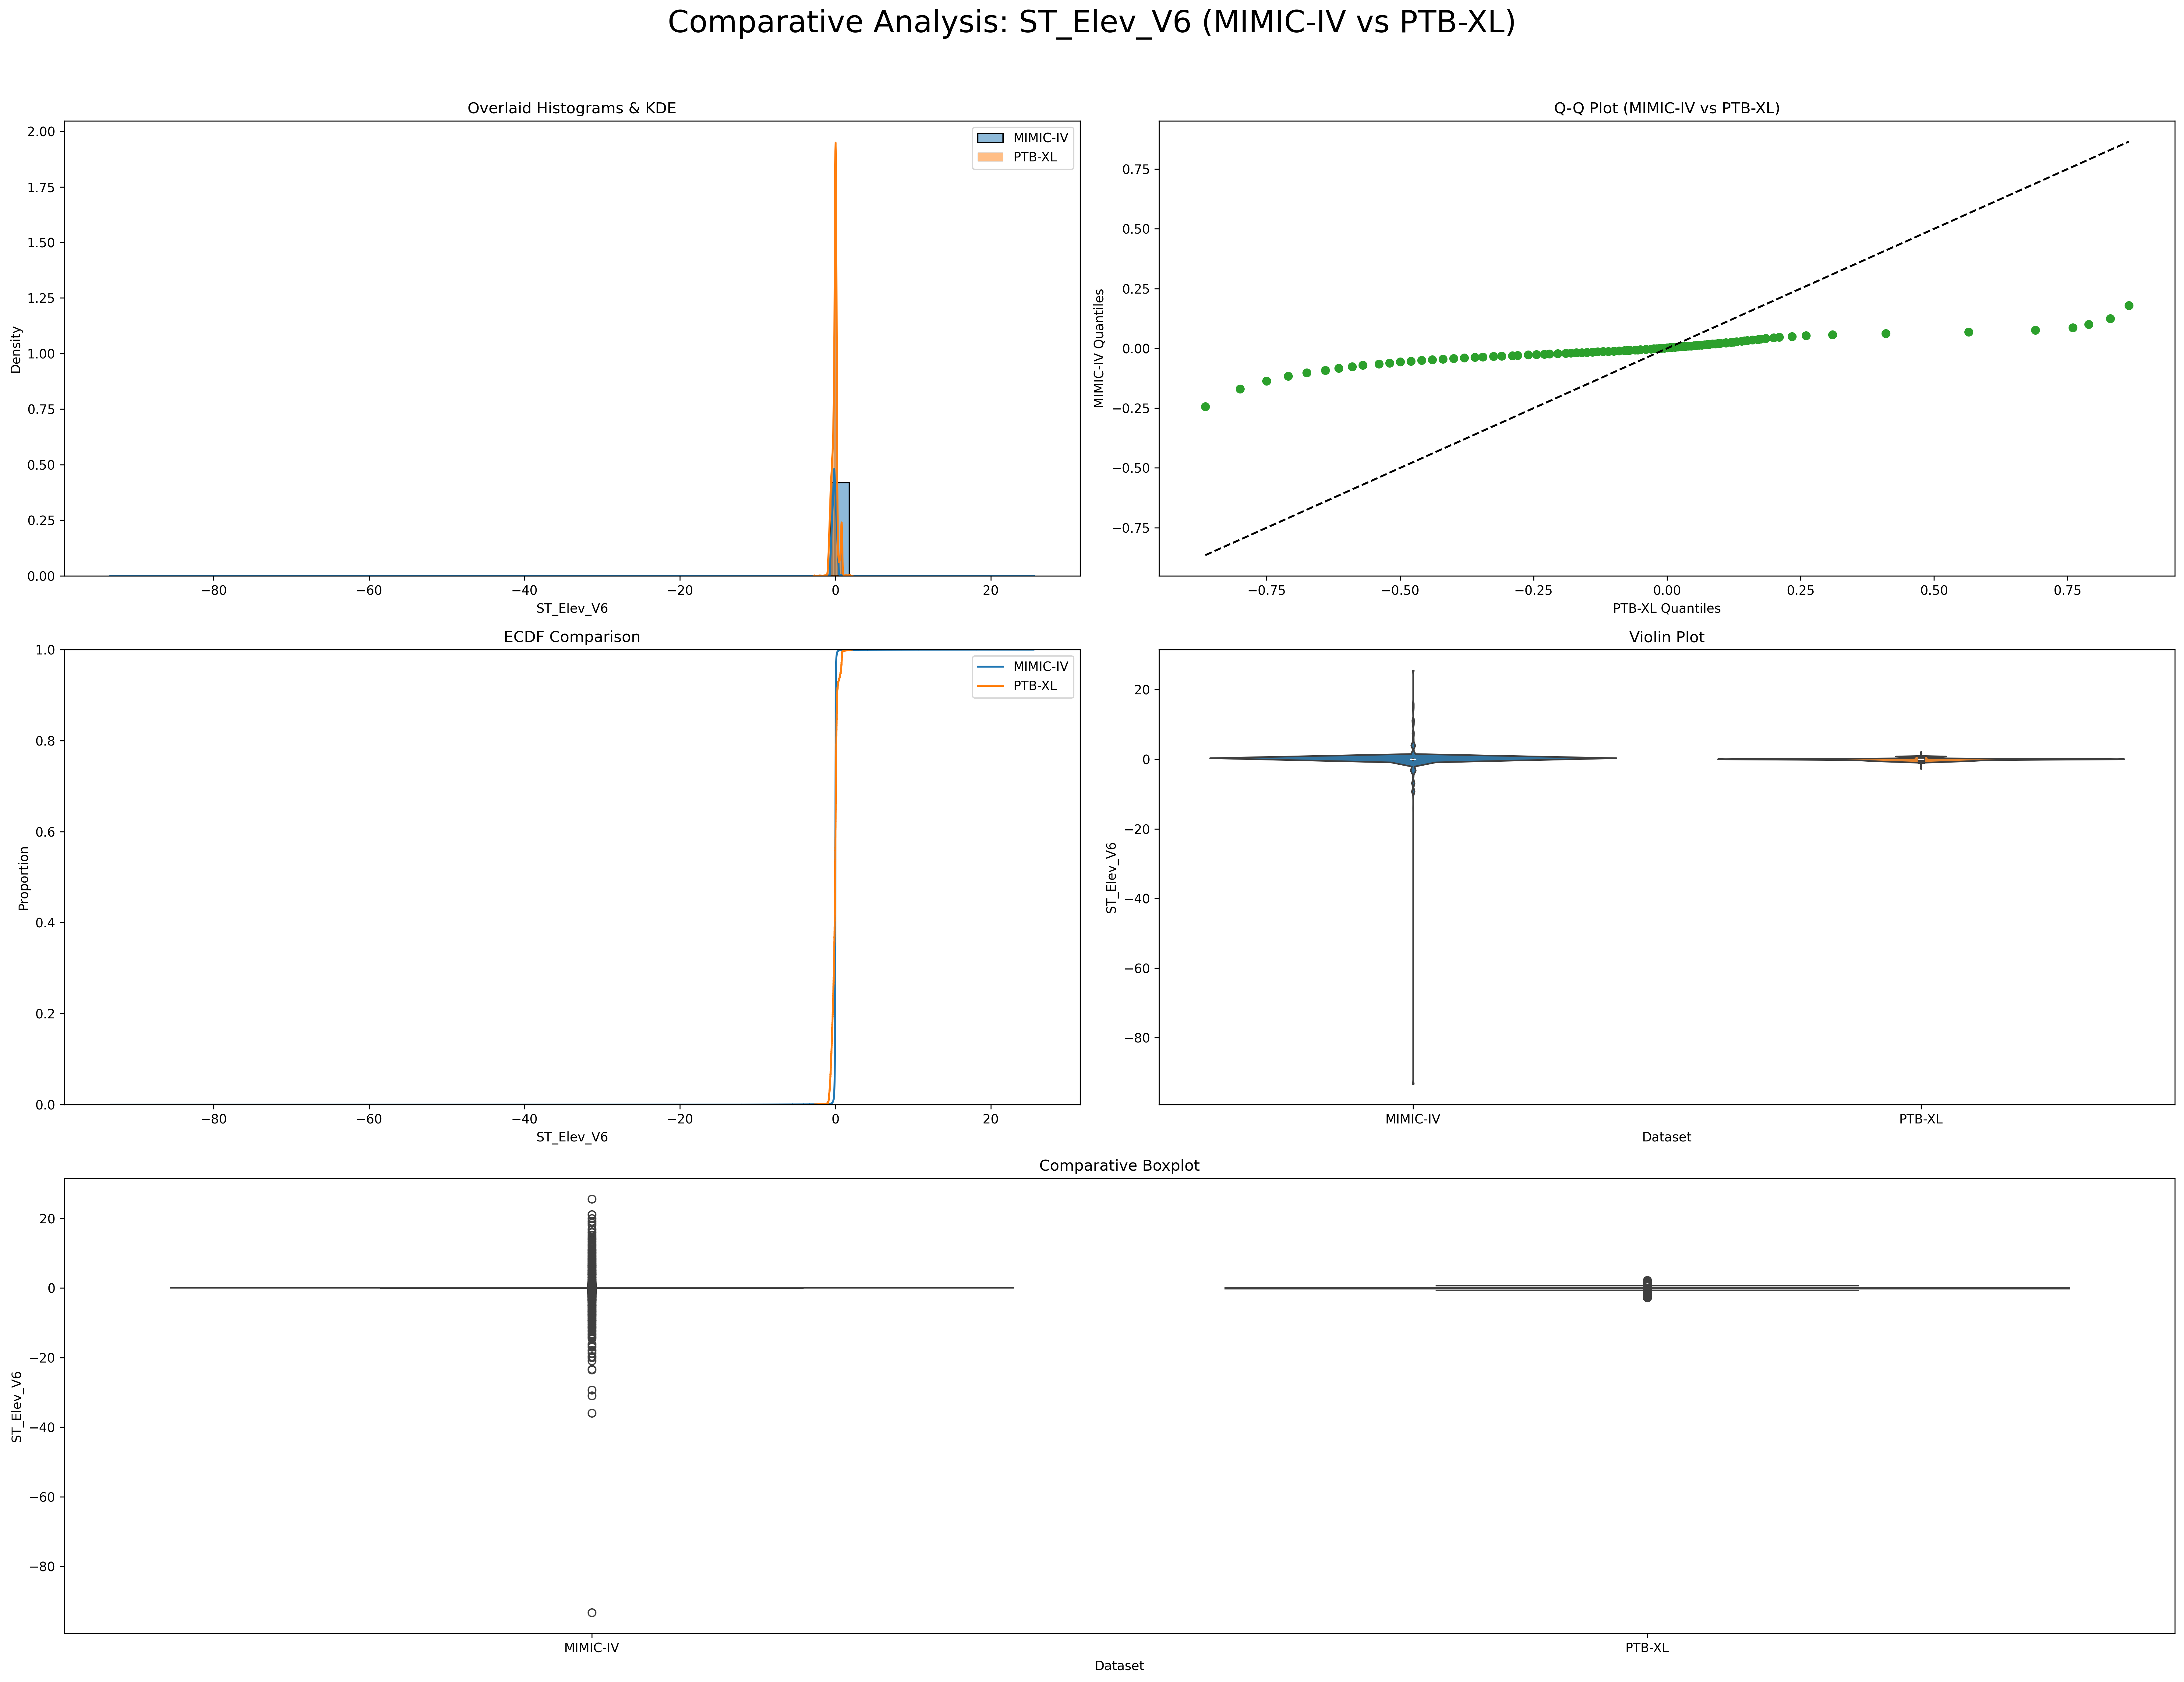 Comparative Analysis: ST_Elev_V6 (MIMIC-IV vs PTB-XL)
Overlaid Histograms & KDE
Density
2.00
1.75
1.50
1.25
1.00
0.75
0.50
0.25
0.00
MIMIC-IV
PTB-XL
−80 −60 −40 −20 0 20
ST_Elev_V6
Q-Q Plot (MIMIC-IV vs PTB-XL)
MIMIC-IV Quantiles
0.75
0.50
0.25
0.00
−0.25
−0.50
−0.75
−0.75 −0.50 −0.25 0.00 0.25 0.50 0.75
PTB-XL Quantiles
ECDF Comparison
Proportion
1.0
0.8
0.6
0.4
0.2
0.0
MIMIC-IV
PTB-XL
−80 −60 −40 −20 0 20
ST_Elev_V6
Violin Plot
ST_Elev_V6
20
0
−20
−40
−60
−80
MIMIC-IV PTB-XL
Dataset
Comparative Boxplot
ST_Elev_V6
20
0
−20
−40
−60
−80
MIMIC-IV PTB-XL
Dataset